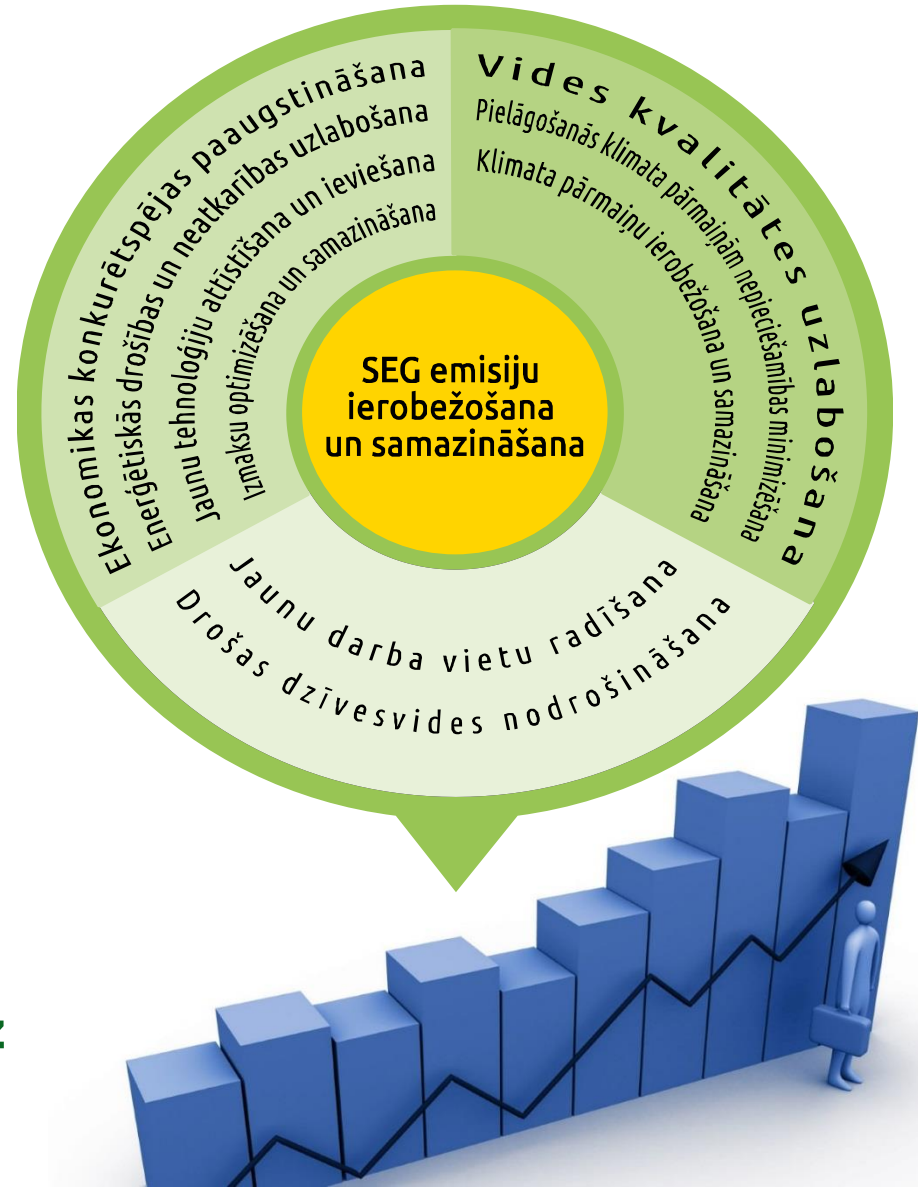 Ekonomikas konkurētspējas paaugstināšana
Enerģētiskās drošības un neatkarības uzlabošana
Jaunu tehnoloģiju attīstīšana un ieviešana
Izmaksu optimizēšana un samazināšana
Vides kvalitātes uzlabošana
Pielāgošanās klimata pārmaiņām nepieciešamības minimizēšana
Klimata pārmaiņu ierobežošana un samazināšana
SEG emisiju
ierobežošana
un samazināšana
Jaunu darba vietu radīšana
Drošas dzīvesvides nodrošināšana